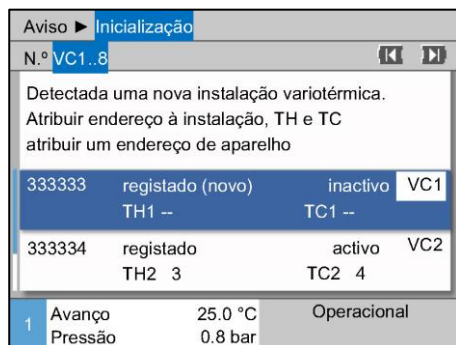 Aviso ► Inicialização
N.º VC1..8
Detectada uma nova instalação variotérmica.
Atribuir endereço à instalação, TH e TC
atribuir um endereço de aparelho
333333 registado (novo) inactivo VC1
TH1 -- TC1 --
333334 registado activo VC2
TH2 3 TC2 4
1 Avanço 25.0 °C Operacional
Pressão 0.8 bar